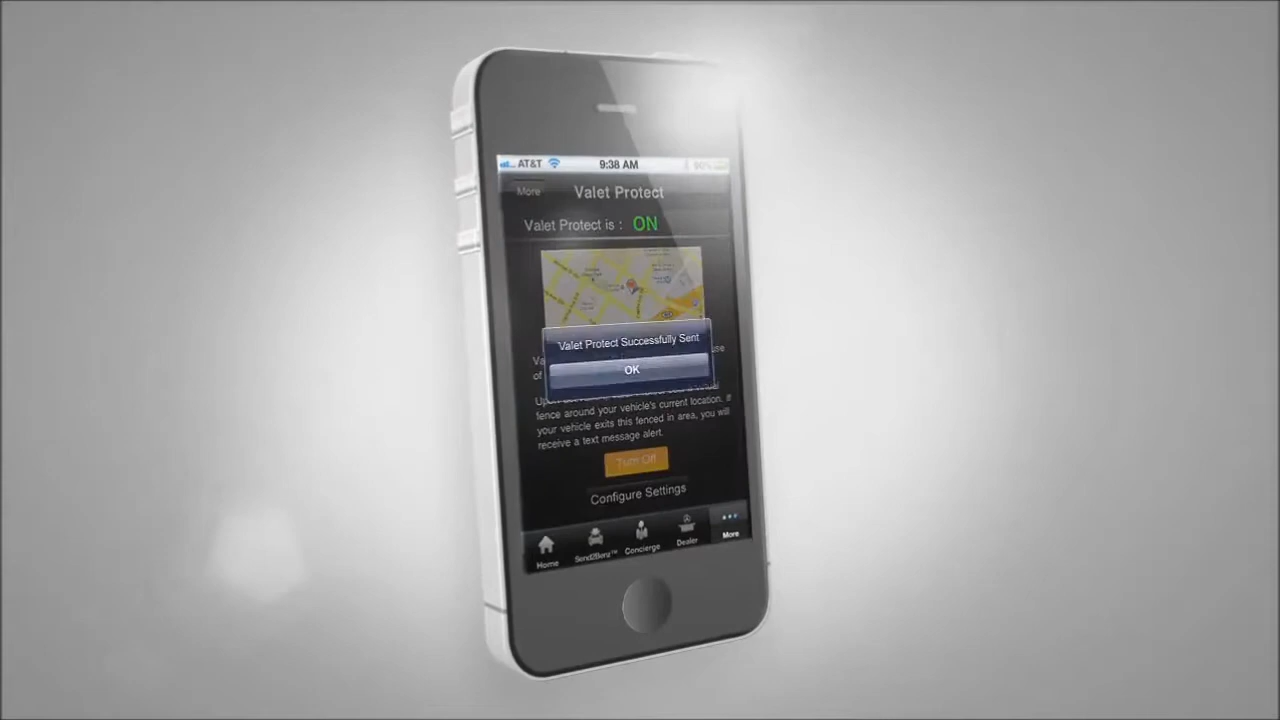 AT&T 9:38 AM 90%
More Valet Protect
Valet Protect is : ON
Valet Protect Successfully Sent
OK
fence around your vehicle's current location. If
your vehicle exits this fenced in area, you will
receive a text message alert.
Turn Off
Configure Settings
Home Send2Benz™ Concierge Dealer More